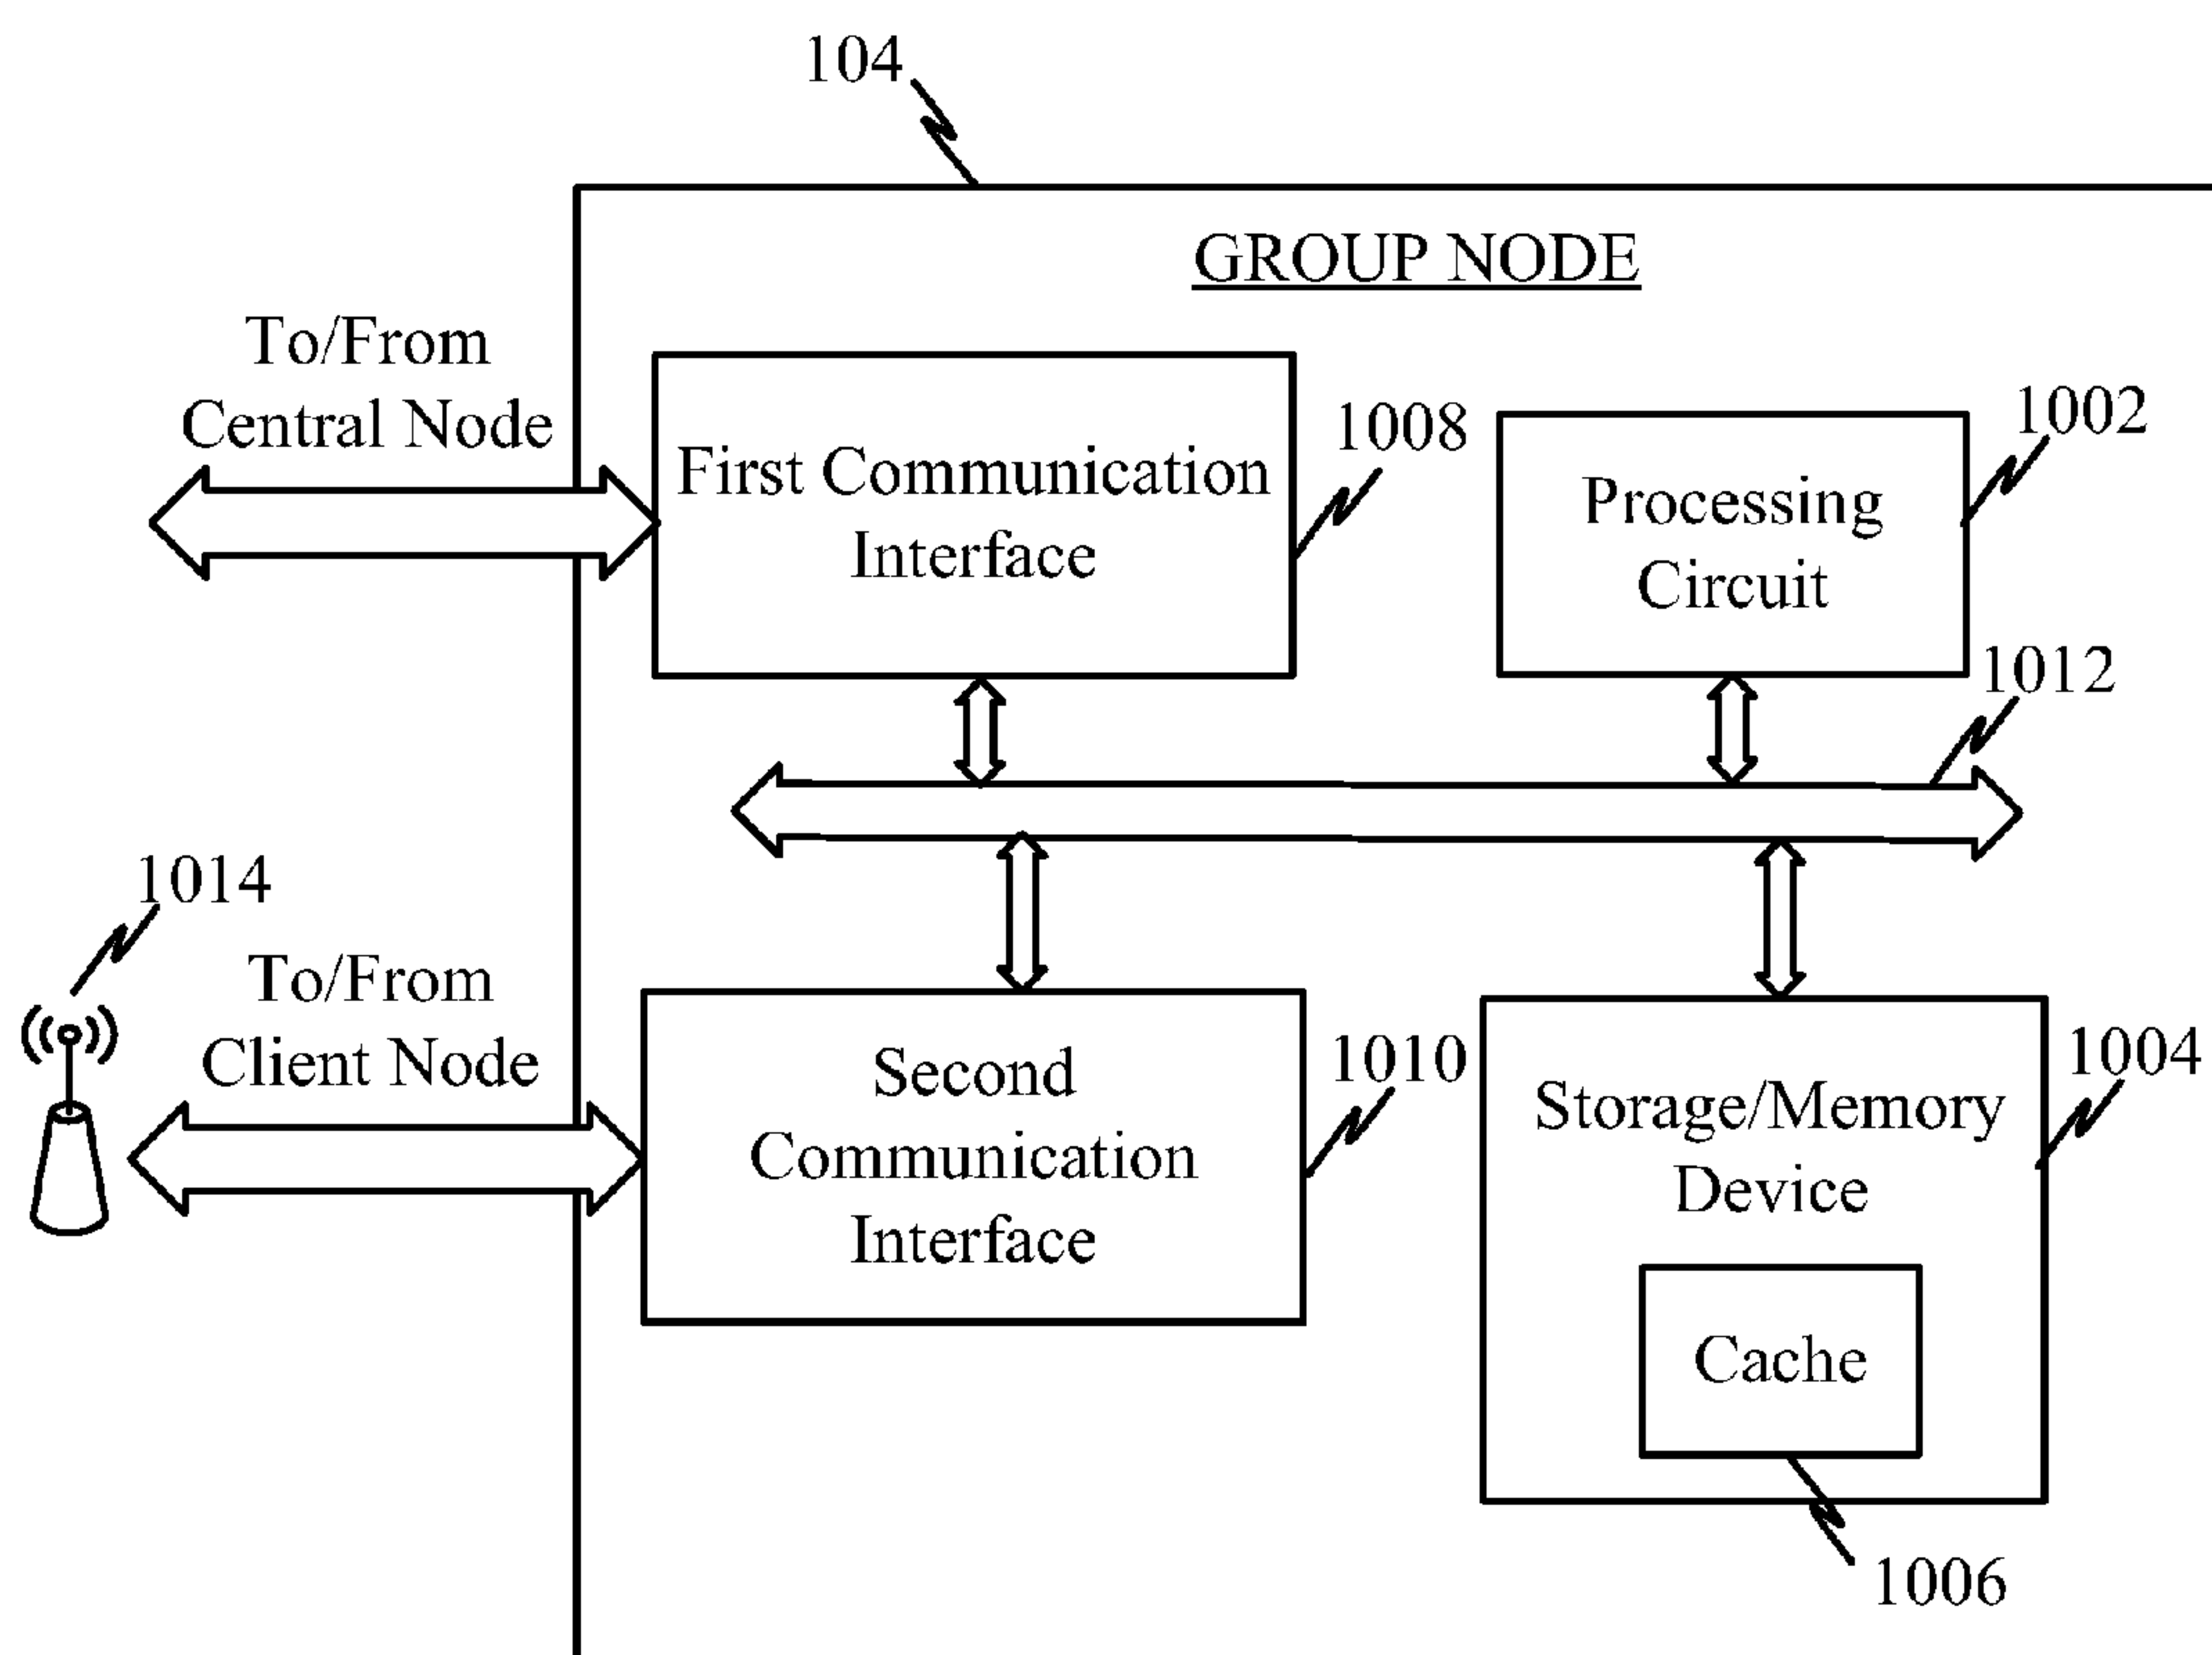 104
GROUP NODE
To/From
Central Node
First Communication
Interface
1008
Processing
Circuit
1002
1012
1014
To/From
Client Node
Second
Communication
Interface
1010
Storage/Memory
Device
1004
Cache
1006